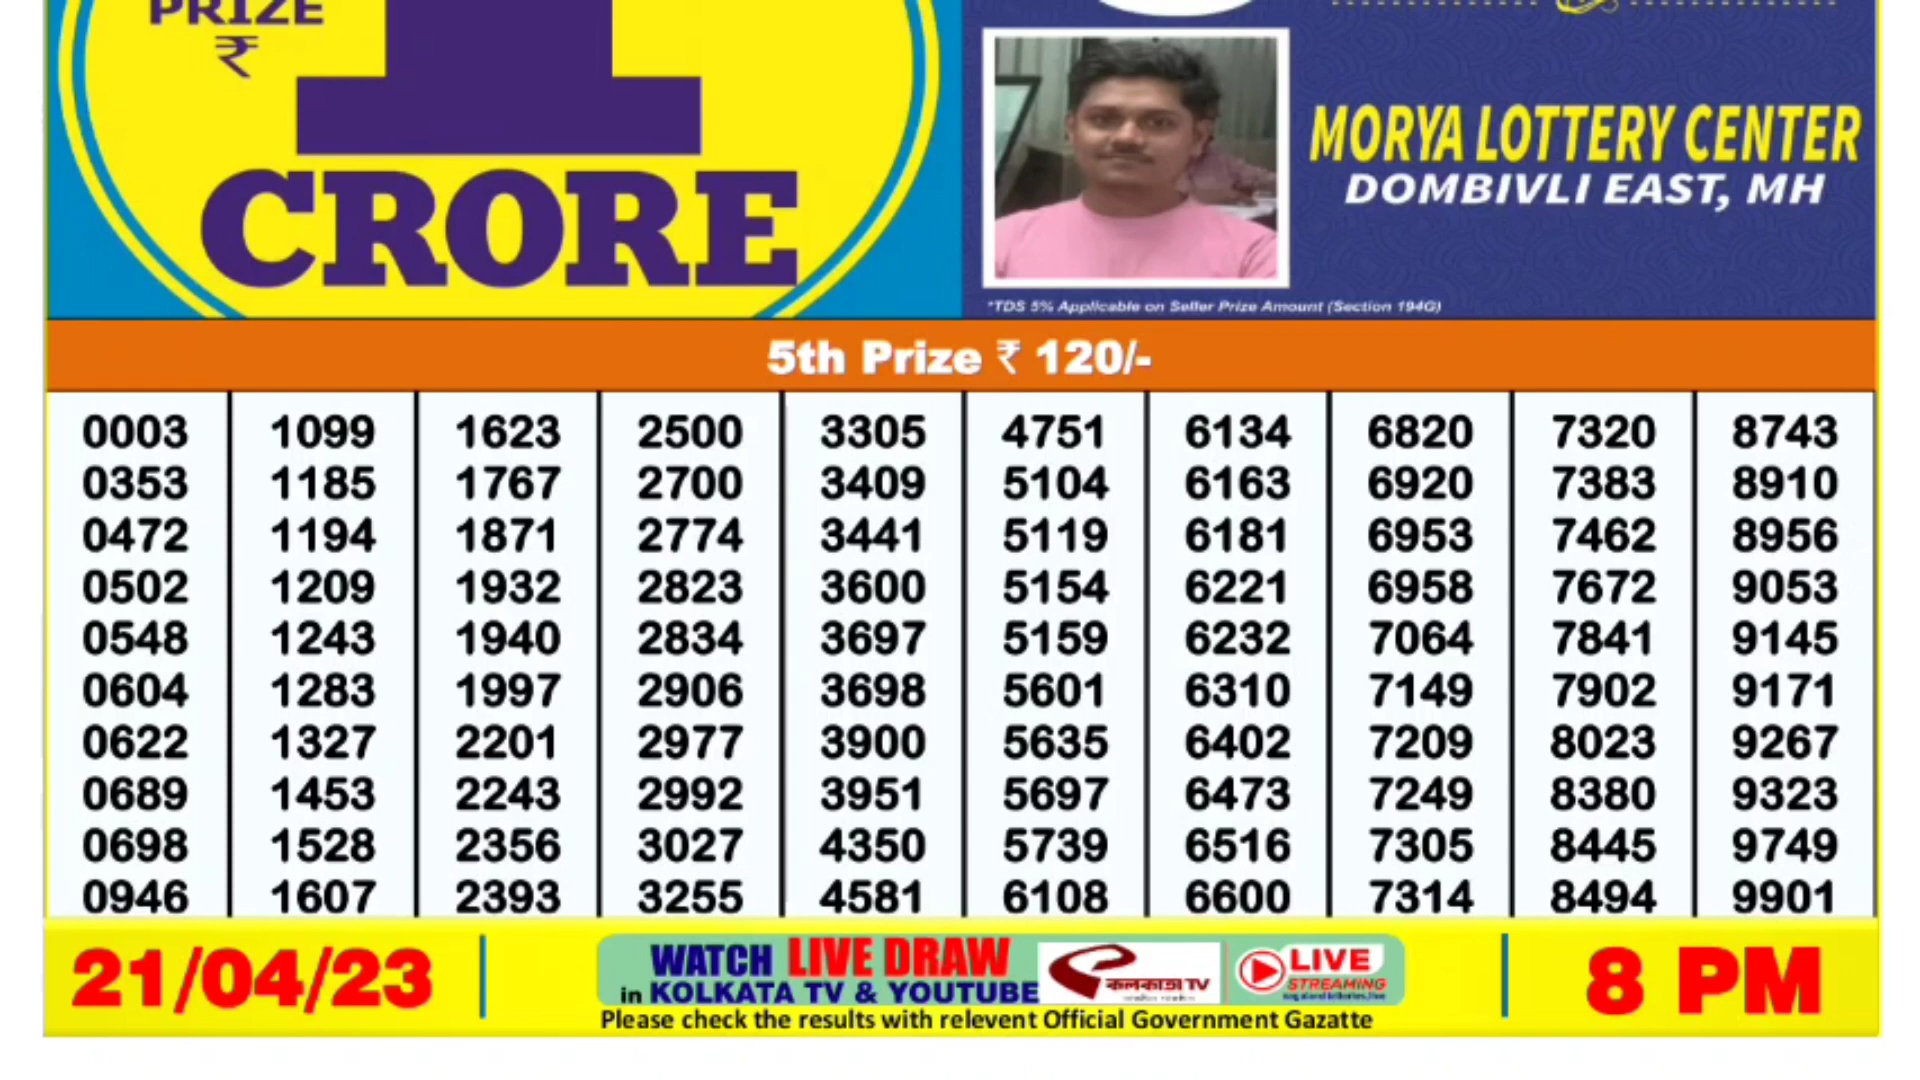 PRIZE
₹
1
CRORE
MORYA LOTTERY CENTER
DOMBIVLI EAST, MH
*TDS 5% Applicable on Seller Prize Amount (Section 194G)
5th Prize ₹ 120/-
0003 1099 1623 2500 3305 4751 6134 6820 7320 8743
0353 1185 1767 2700 3409 5104 6163 6920 7383 8910
0472 1194 1871 2774 3441 5119 6181 6953 7462 8956
0502 1209 1932 2823 3600 5154 6221 6958 7672 9053
0548 1243 1940 2834 3697 5159 6232 7064 7841 9145
0604 1283 1997 2906 3698 5601 6310 7149 7902 9171
0622 1327 2201 2977 3900 5635 6402 7209 8023 9267
0689 1453 2243 2992 3951 5697 6473 7249 8380 9323
0698 1528 2356 3027 4350 5739 6516 7305 8445 9749
0946 1607 2393 3255 4581 6108 6600 7314 8494 9901
21/04/23
WATCH LIVE DRAW
in KOLKATA TV & YOUTUBE
কলকাতা TV
LIVE
STREAMING
8 PM
Please check the results with relevent Official Government Gazatte